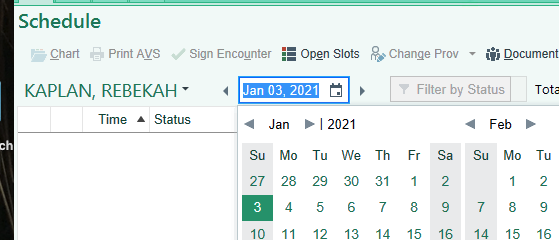 Schedule
Chart Print AVS Sign Encounter Open Slots Change Prov Document
KAPLAN, REBEKAH Jan 03, 2021 Filter by Status Tota
Time Status
Jan 2021 Feb
ch
Su Mo Tu We Th Fr Sa Su Mo Tu
27 28 29 30 31 1 2 1 2
3 4 5 6 7 8 9 7 8 9
10 11 12 13 14 15 16 14 15 16